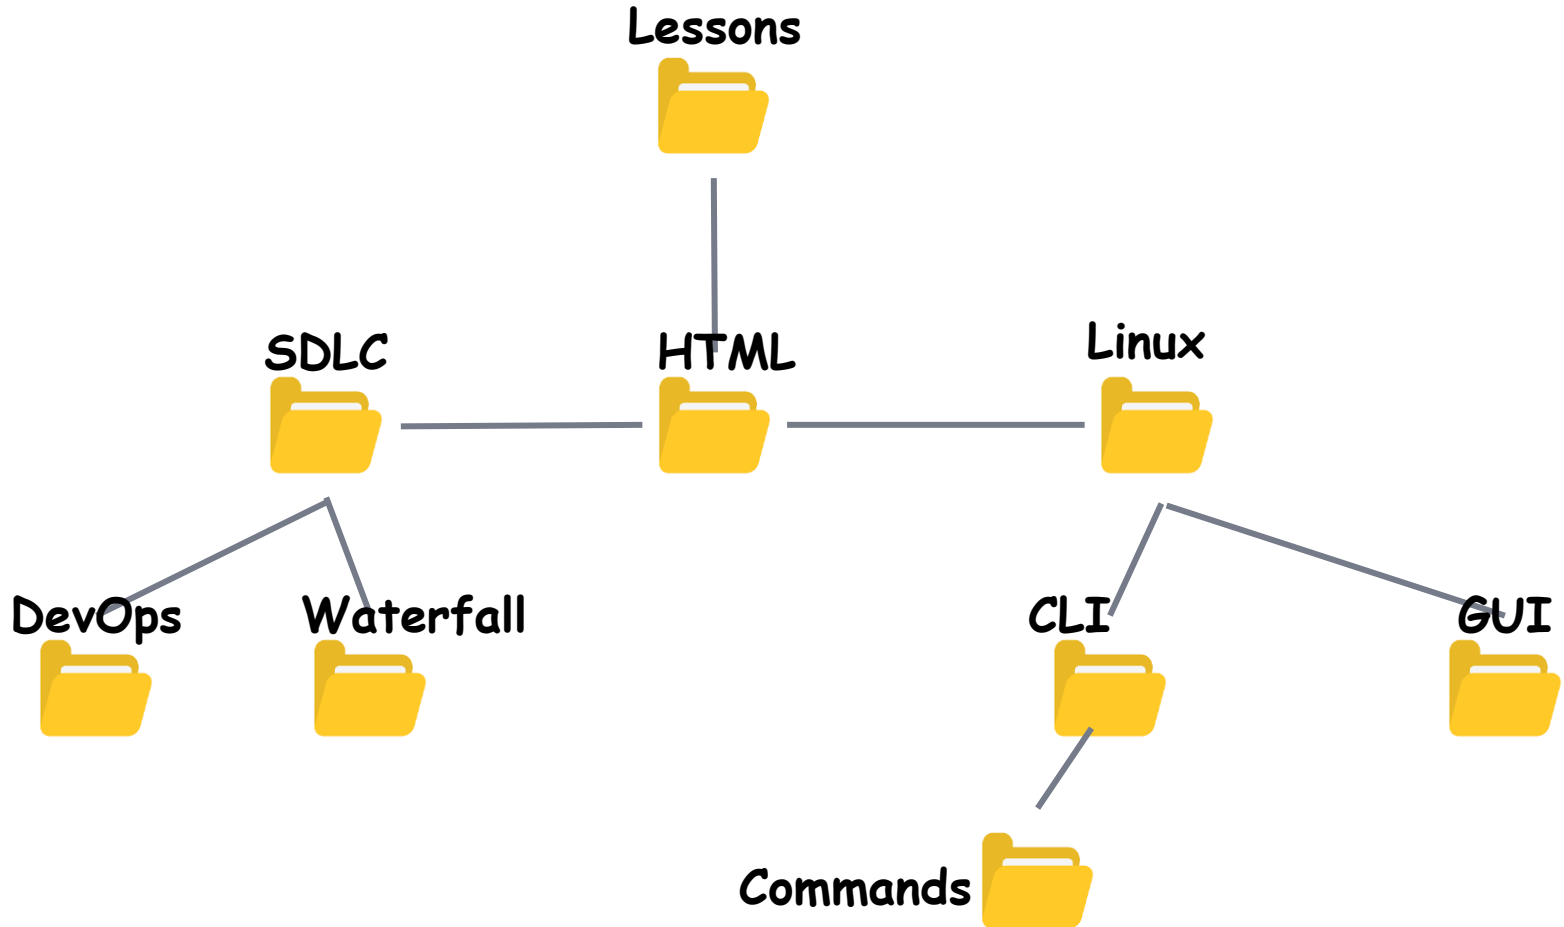 Lessons
SDLC
HTML
Linux
DevOps
Waterfall
CLI
GUI
Commands